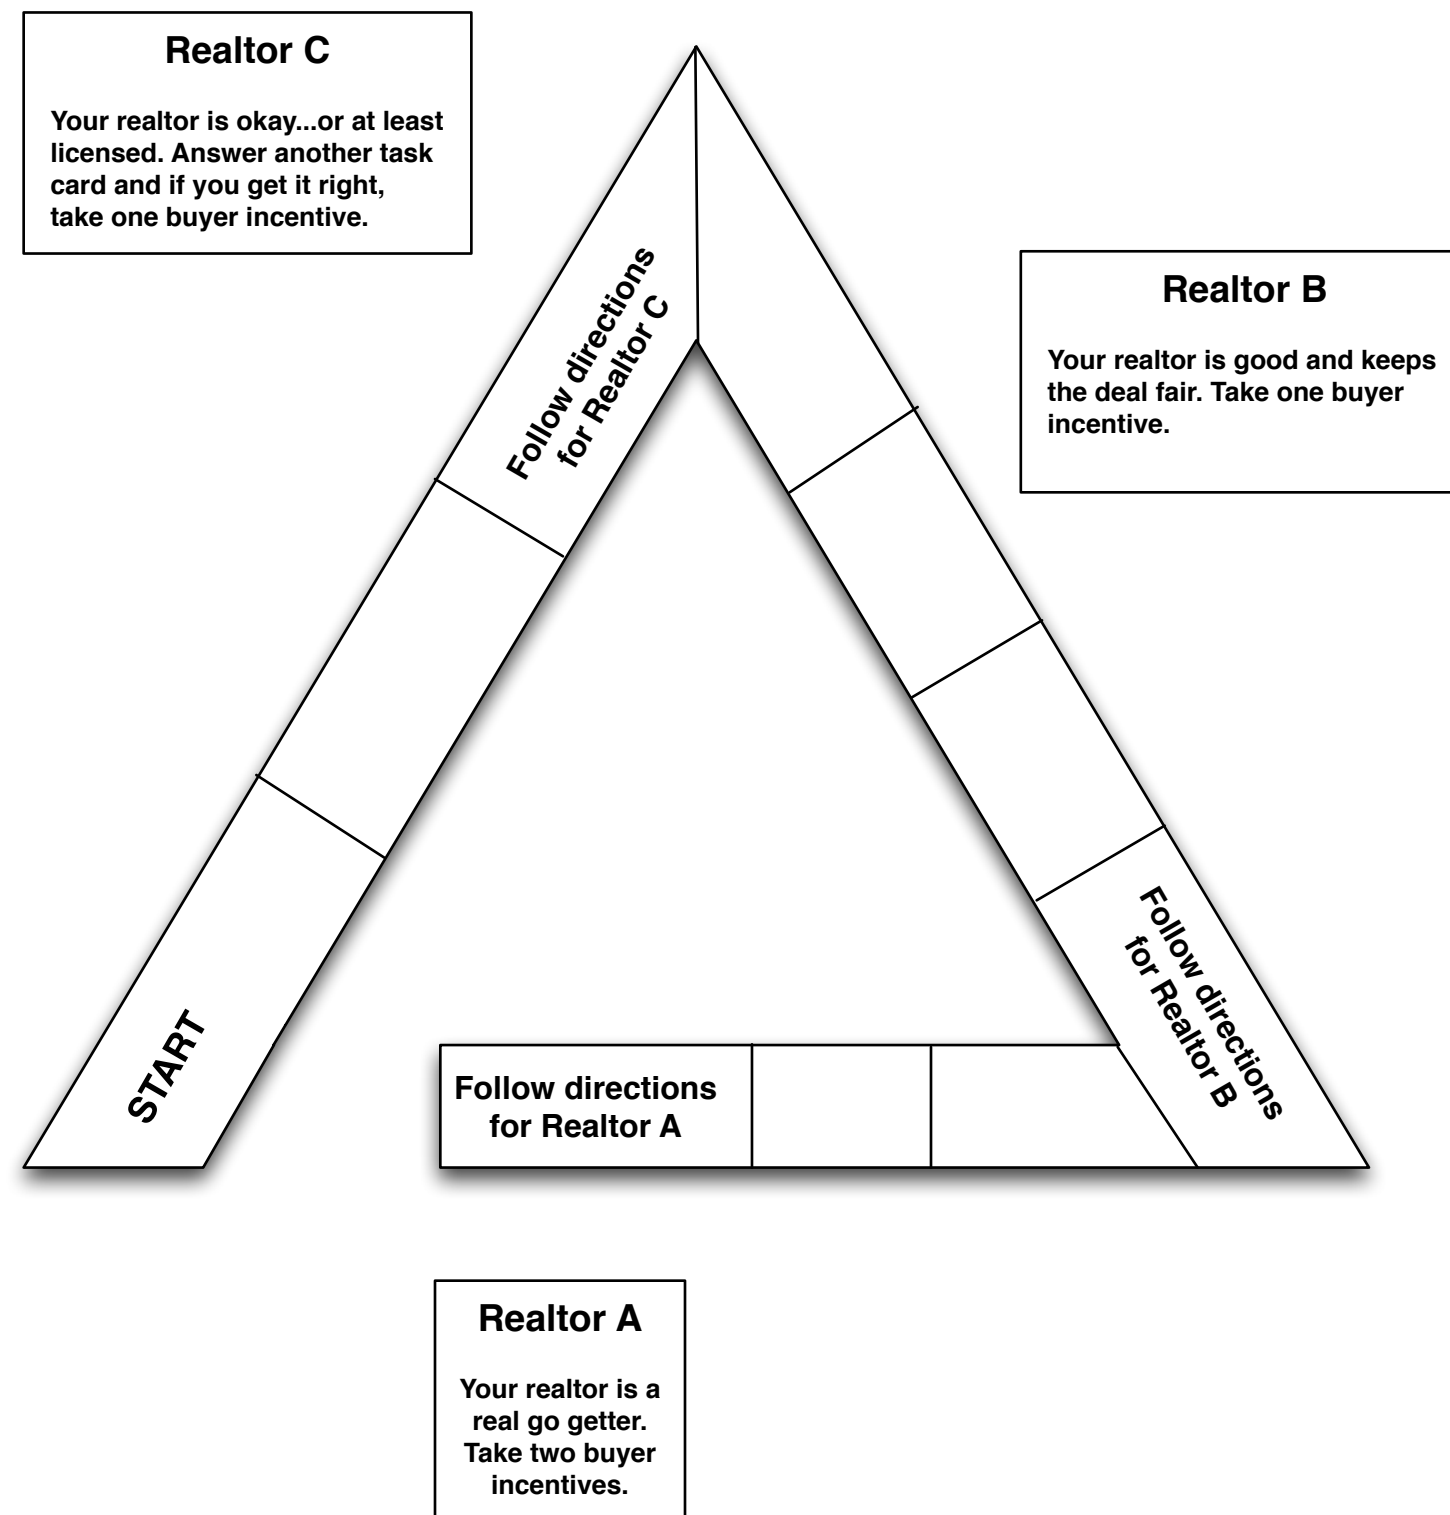 Realtor C
Your realtor is okay...or at least
licensed. Answer another task
card and if you get it right,
take one buyer incentive.
Follow directions
for Realtor C
Realtor B
Your realtor is good and keeps
the deal fair. Take one buyer
incentive.
START
Follow directions
for Realtor B
Follow directions
for Realtor A
Realtor A
Your realtor is a
real go getter.
Take two buyer
incentives.